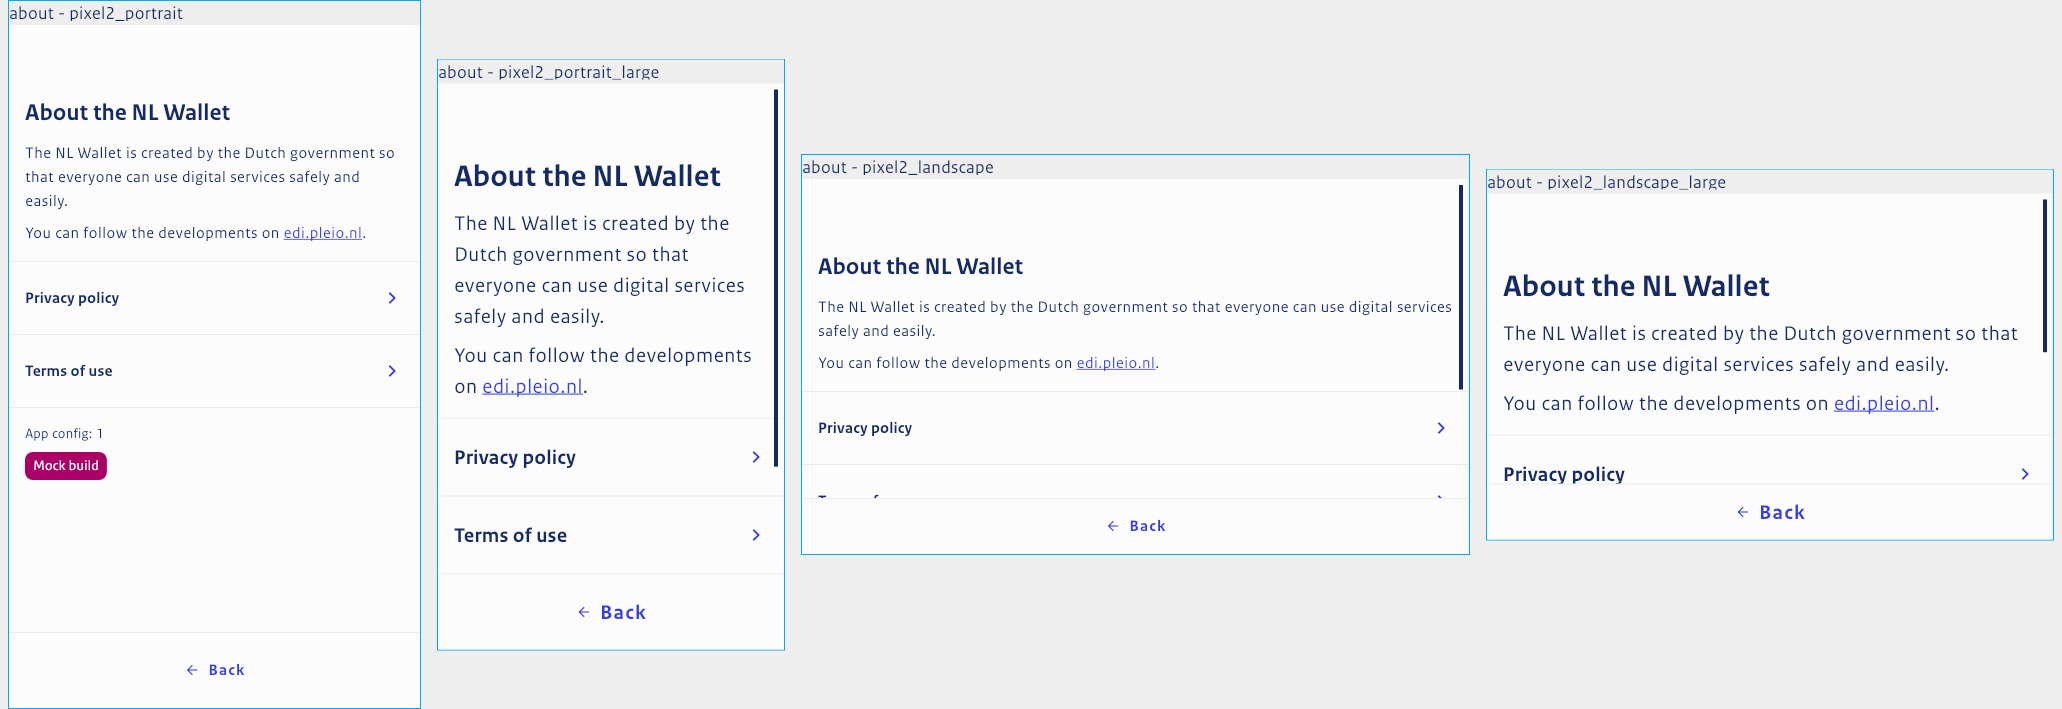 about - pixel2_portrait
About the NL Wallet
The NL Wallet is created by the Dutch government so
that everyone can use digital services safely and
easily.
You can follow the developments on edi.pleio.nl.
Privacy policy
Terms of use
App config: 1
Mock build
← Back
about - pixel2_portrait_large
About the NL Wallet
The NL Wallet is created by the
Dutch government so that
everyone can use digital services
safely and easily.
You can follow the developments
on edi.pleio.nl.
Privacy policy
Terms of use
← Back
about - pixel2_landscape
About the NL Wallet
The NL Wallet is created by the Dutch government so that everyone can use digital services
safely and easily.
You can follow the developments on edi.pleio.nl.
Privacy policy
← Back
about - pixel2_landscape_large
About the NL Wallet
The NL Wallet is created by the Dutch government so that
everyone can use digital services safely and easily.
You can follow the developments on edi.pleio.nl.
Privacy policy
← Back